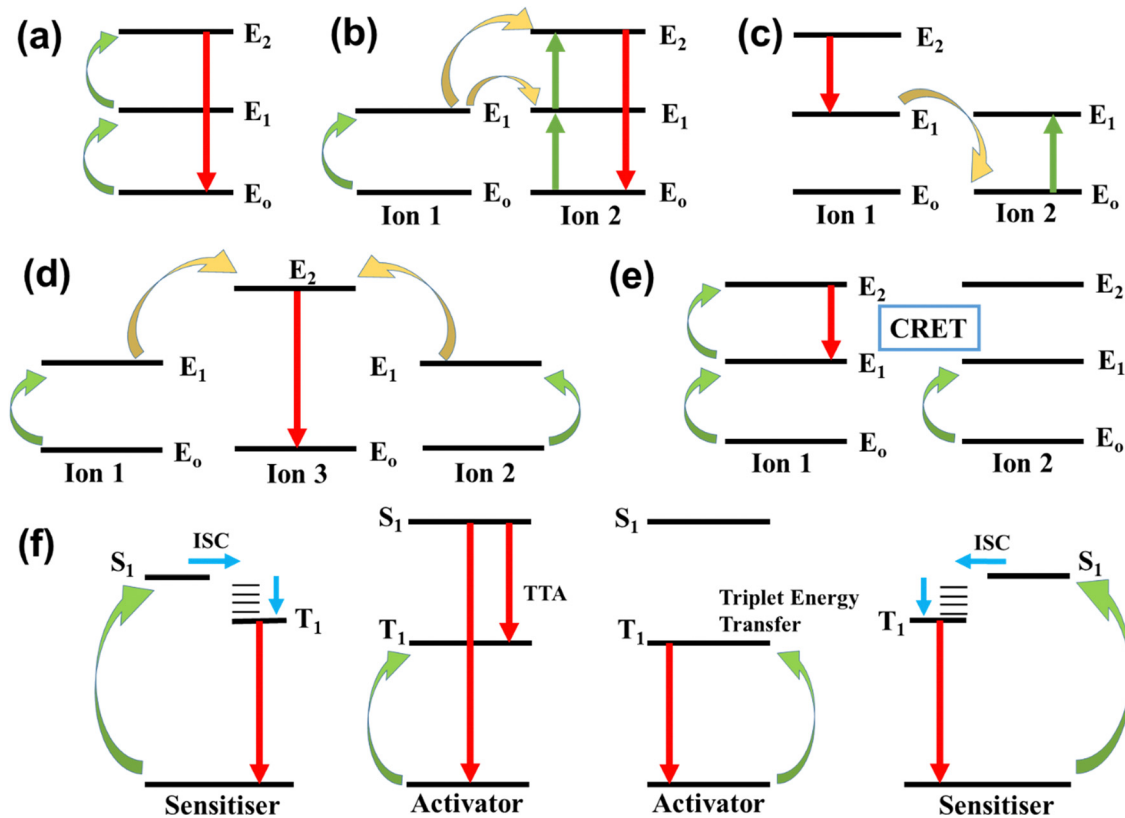 (a)
E₂
E₁
Eₒ
(b)
E₂
E₁
E₁
Eₒ
Eₒ
Ion 1
Ion 2
(c)
E₂
E₁
E₁
Eₒ
Eₒ
Ion 1
Ion 2
(d)
E₂
E₁
E₁
Eₒ
Eₒ
Ion 1
Ion 3
Ion 2
(e)
E₂
E₂
CRET
E₁
E₁
Eₒ
Eₒ
Ion 1
Ion 2
(f)
S₁
ISC
T₁
Sensitiser
S₁
TTA
T₁
Activator
S₁
Triplet Energy
Transfer
T₁
Activator
ISC
S₁
T₁
Sensitiser